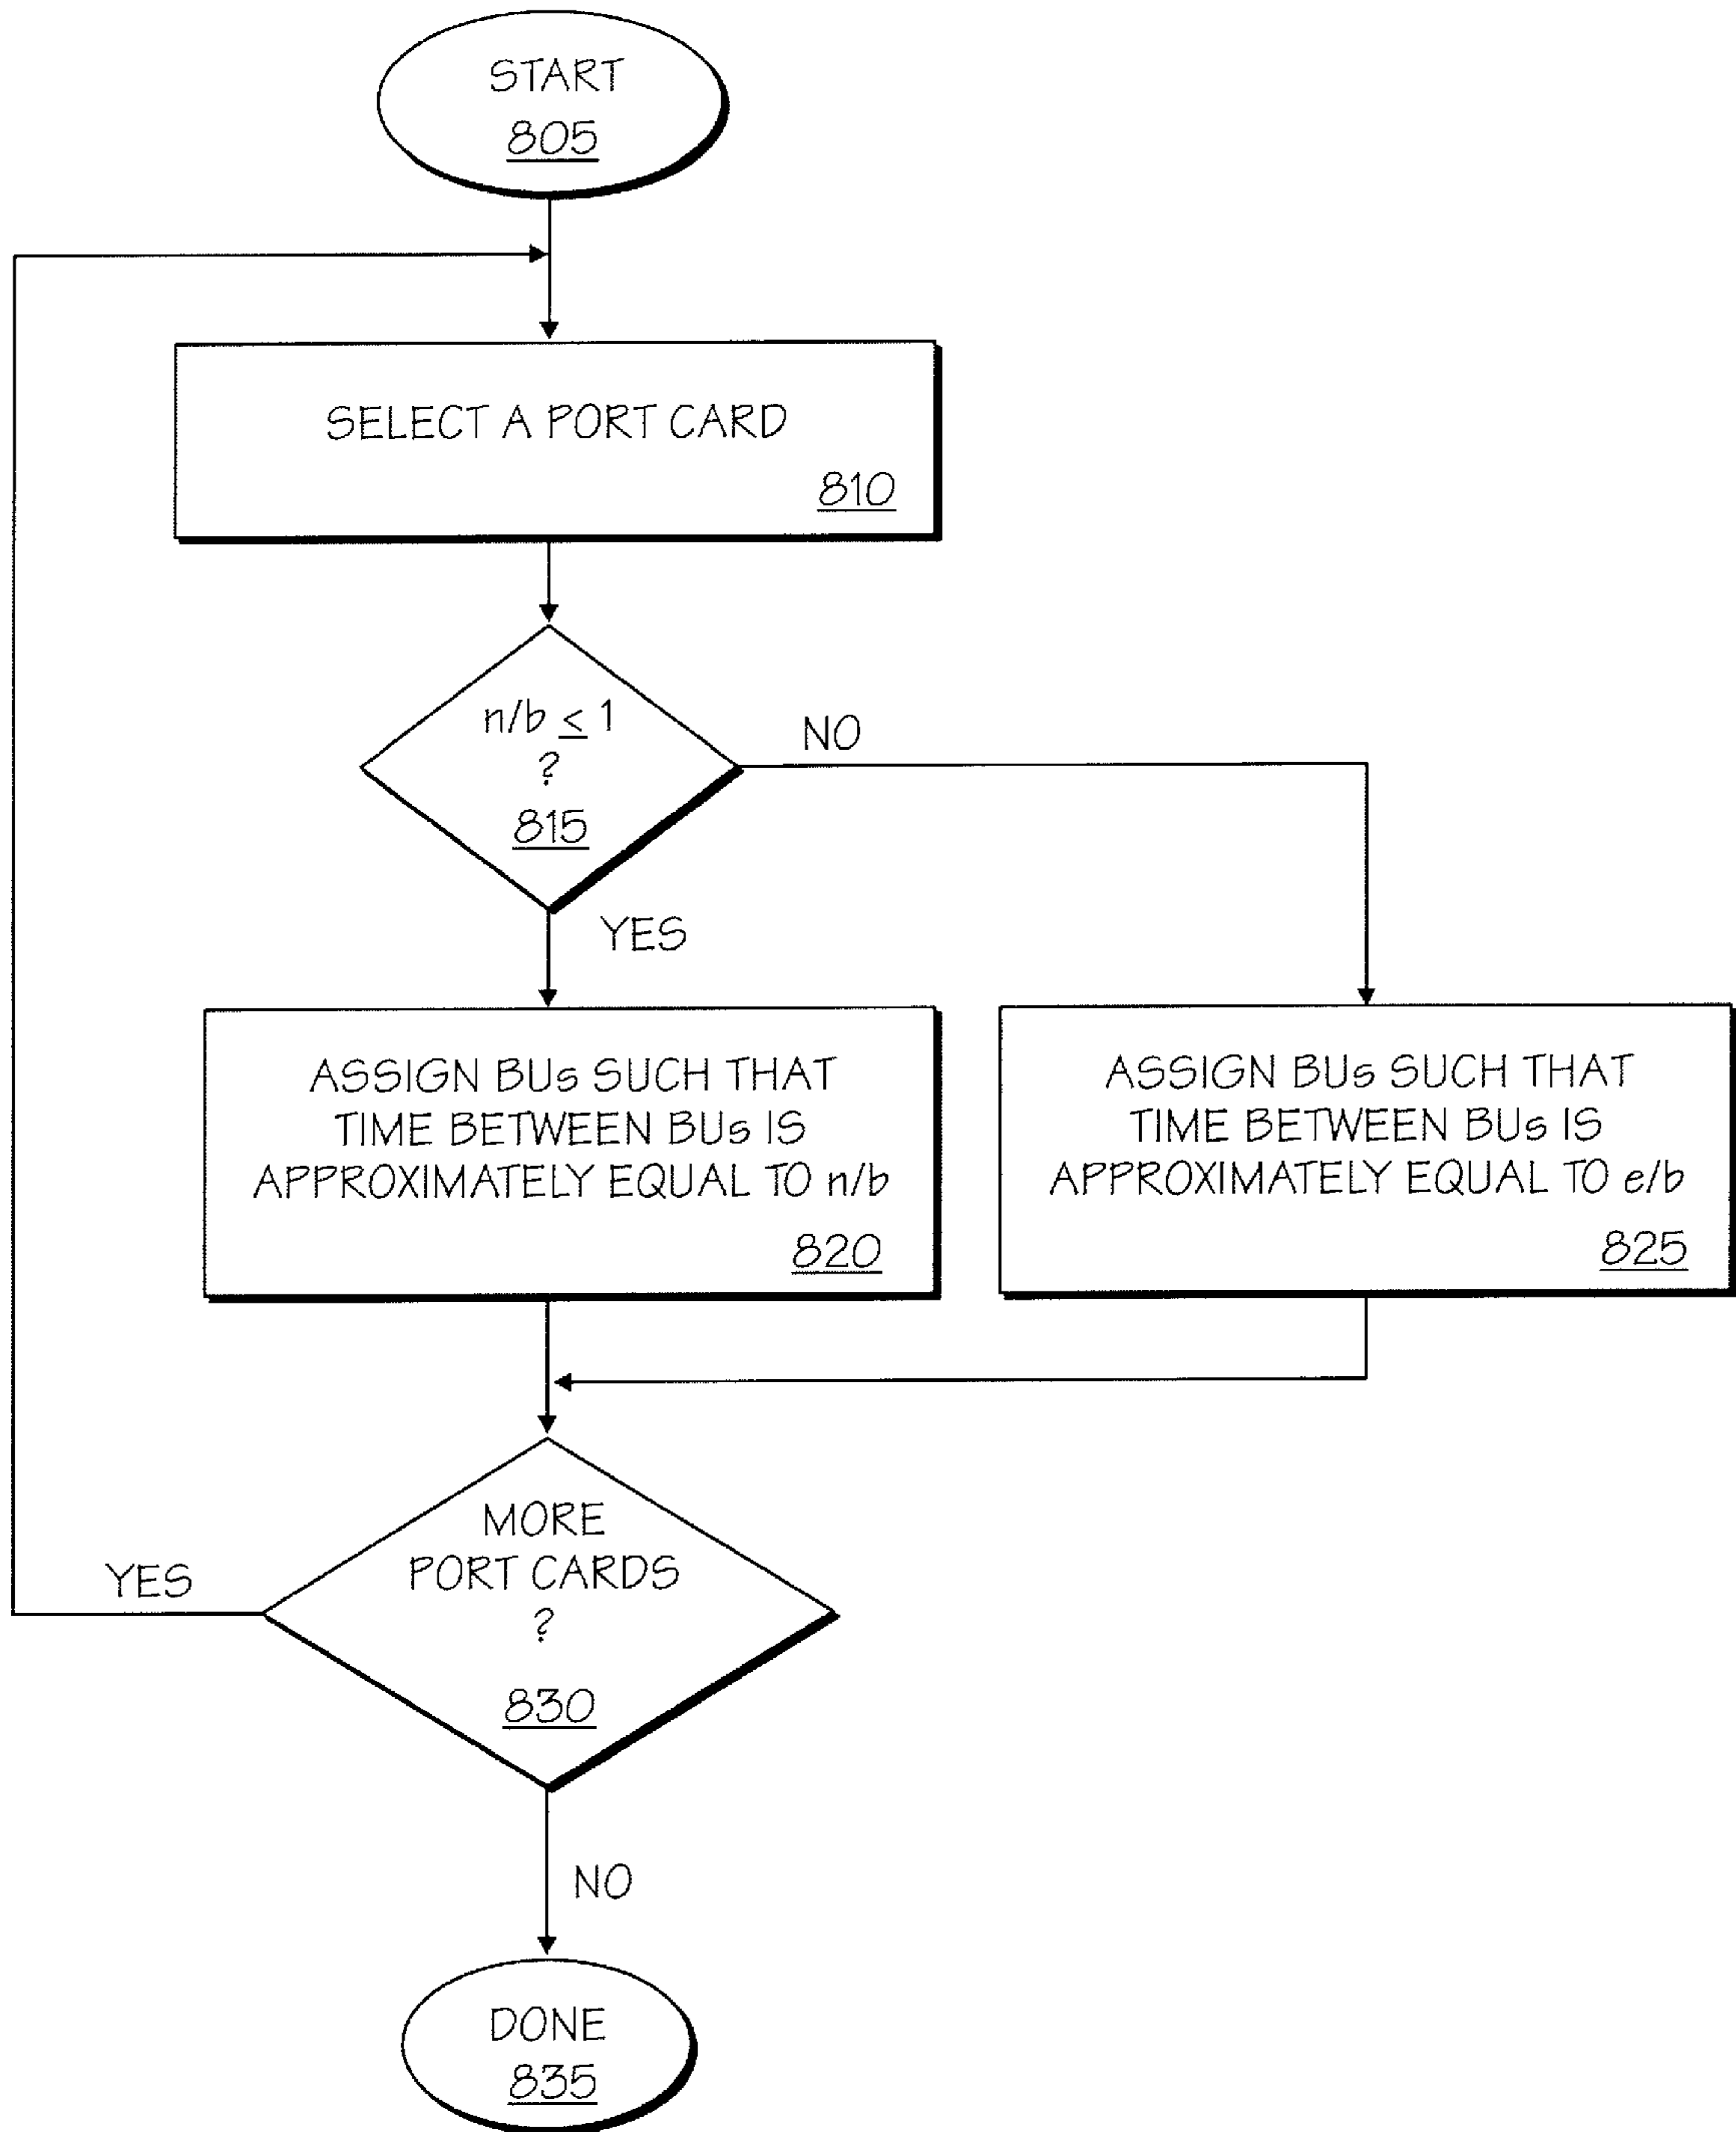 START
805
SELECT A PORT CARD
810
n/b ≤ 1
?
815
NO
YES
ASSIGN BUs SUCH THAT
TIME BETWEEN BUs IS
APPROXIMATELY EQUAL TO n/b
820
ASSIGN BUs SUCH THAT
TIME BETWEEN BUs IS
APPROXIMATELY EQUAL TO e/b
825
MORE
PORT CARDS
?
830
YES
NO
DONE
835